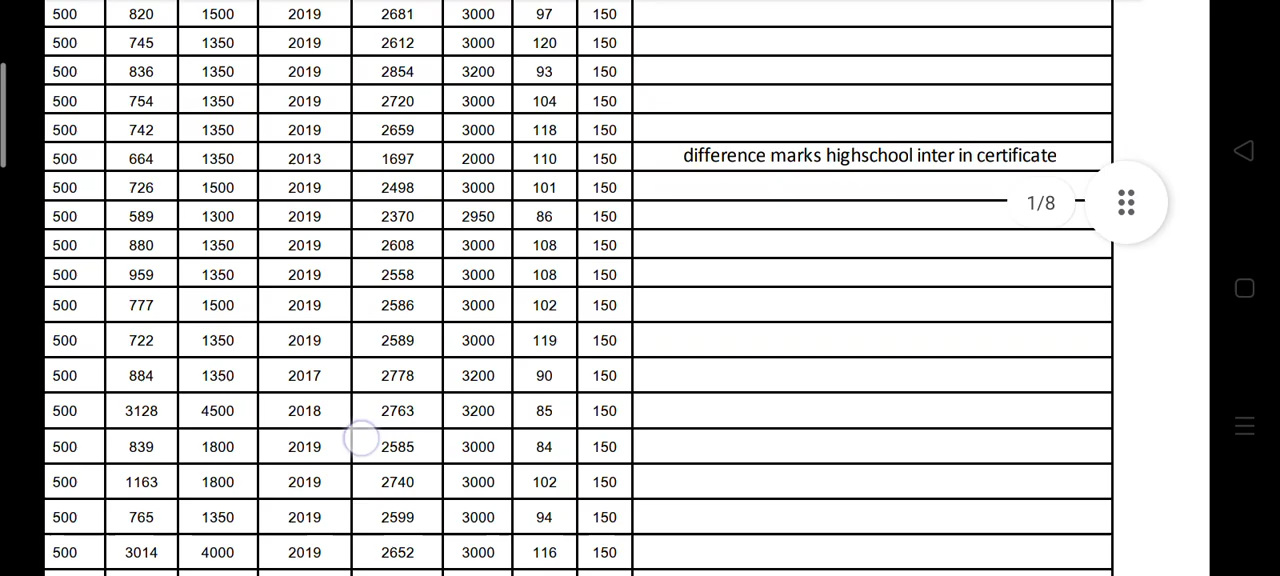 500 820 1500 2019 2681 3000 97 150
500 745 1350 2019 2612 3000 120 150
500 836 1350 2019 2854 3200 93 150
500 754 1350 2019 2720 3000 104 150
500 742 1350 2019 2659 3000 118 150
500 664 1350 2013 1697 2000 110 150 difference marks highschool inter in certificate
500 726 1500 2019 2498 3000 101 150
1/8
500 589 1300 2019 2370 2950 86 150
500 880 1350 2019 2608 3000 108 150
500 959 1350 2019 2558 3000 108 150
500 777 1500 2019 2586 3000 102 150
500 722 1350 2019 2589 3000 119 150
500 884 1350 2017 2778 3200 90 150
500 3128 4500 2018 2763 3200 85 150
500 839 1800 2019 2585 3000 84 150
500 1163 1800 2019 2740 3000 102 150
500 765 1350 2019 2599 3000 94 150
500 3014 4000 2019 2652 3000 116 150